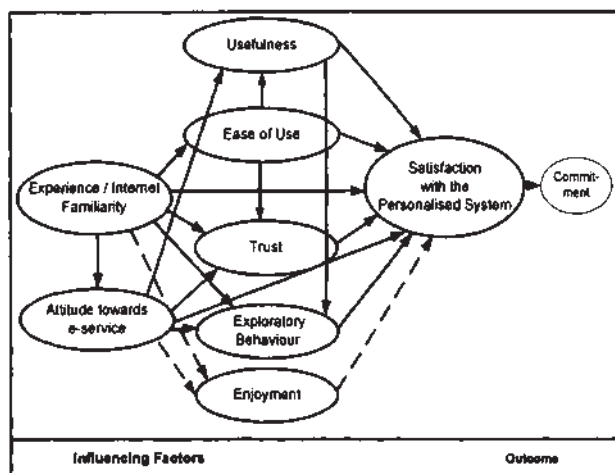 Usefulness
Ease of Use
Experience / Internet
Familiarity
Satisfaction
with the
Personalised System
Commit-
ment
Trust
Attitude towards
e-service
Exploratory
Behaviour
Enjoyment
Influencing Factors
Outcome